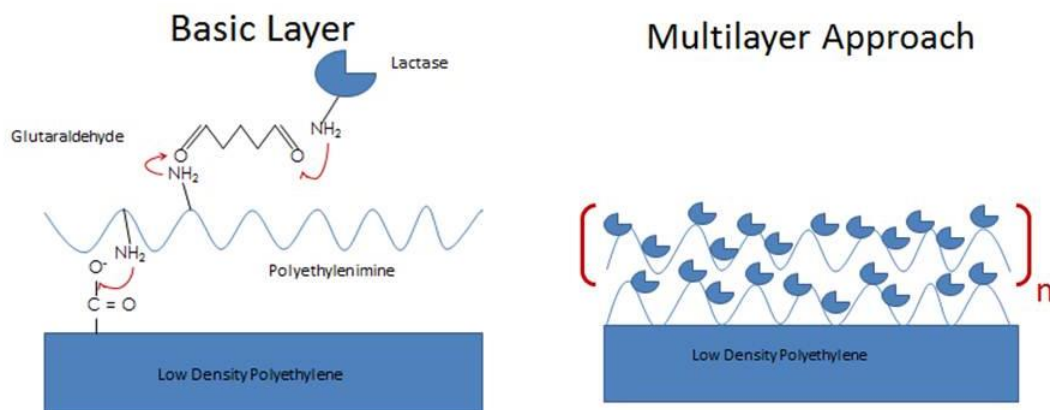 Basic Layer
Multilayer Approach
Lactase
Glutaraldehyde
NH2
O
O
NH2
NH2
Polyethylenimine
O-
C = O
n
Low Density Polyethylene
Low Density Polyethylene